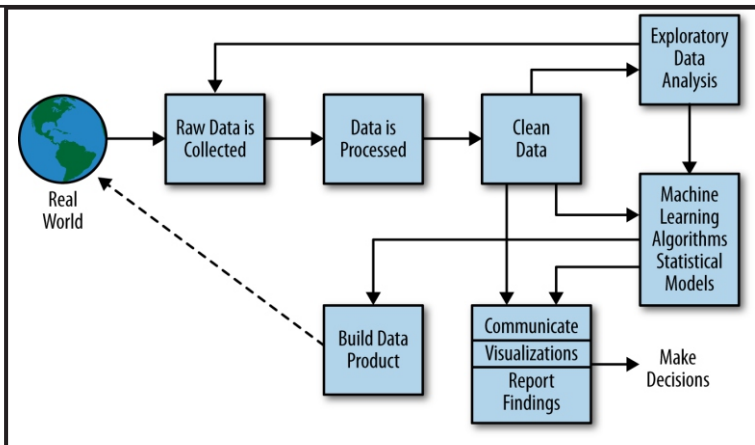 Exploratory
Data
Analysis
Raw Data is
Collected
Data is
Processed
Clean
Data
Real
World
Machine
Learning
Algorithms
Statistical
Models
Build Data
Product
Communicate
Visualizations
Report
Findings
Make
Decisions